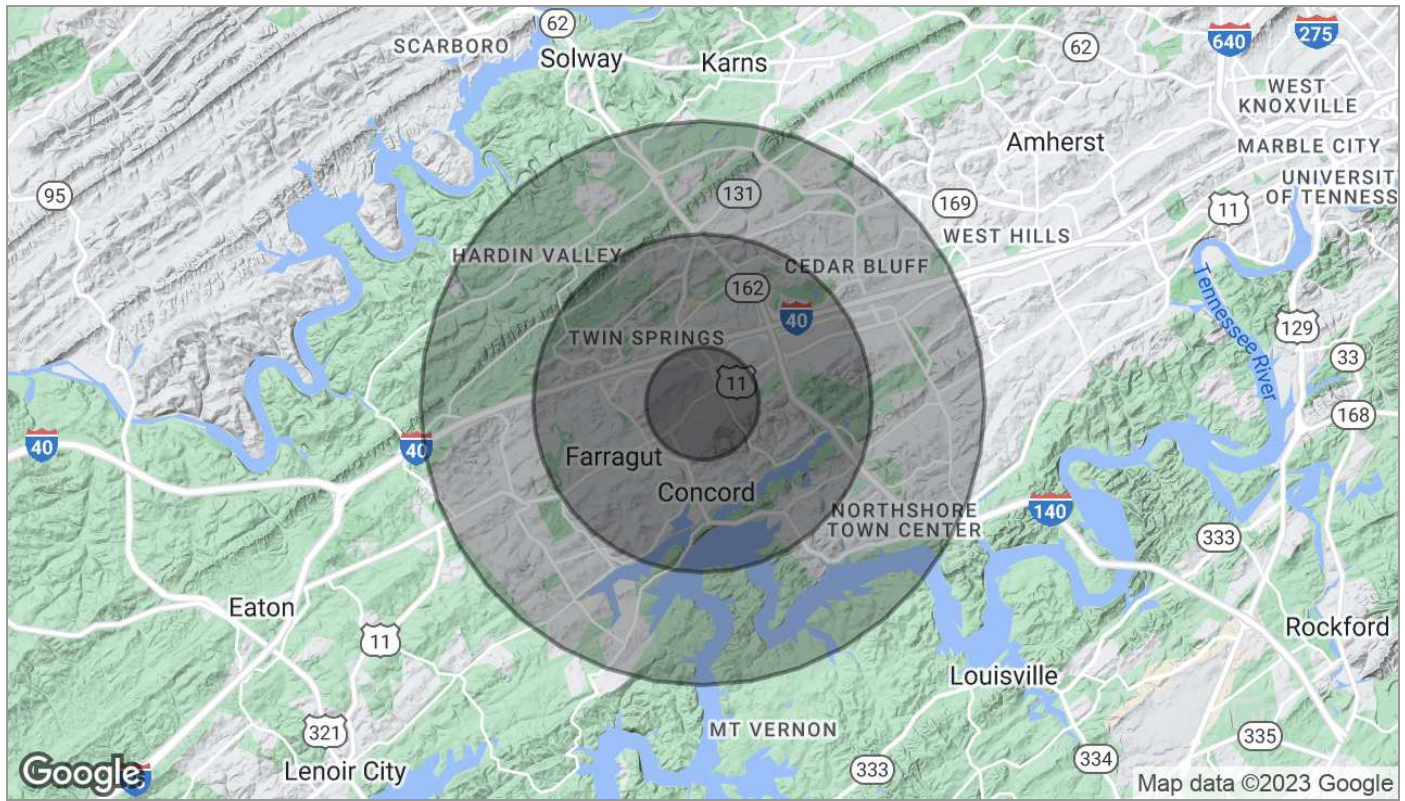 62
SCARBORO
Solway
Karns
62
640
275
WEST
KNOXVILLE
Amherst
MARBLE CITY
UNIVERSIT
OF TENNESS
95
131
169
11
WEST HILLS
HARDIN VALLEY
CEDAR BLUFF
162
40
Tennessee River
129
TWIN SPRINGS
33
11
168
40
40
Farragut
Concord
NORTHSHORE
TOWN CENTER
140
333
Eaton
11
Rockford
Louisville
321
MT VERNON
335
Lenoir City
333
334
Google
Map data ©2023 Google